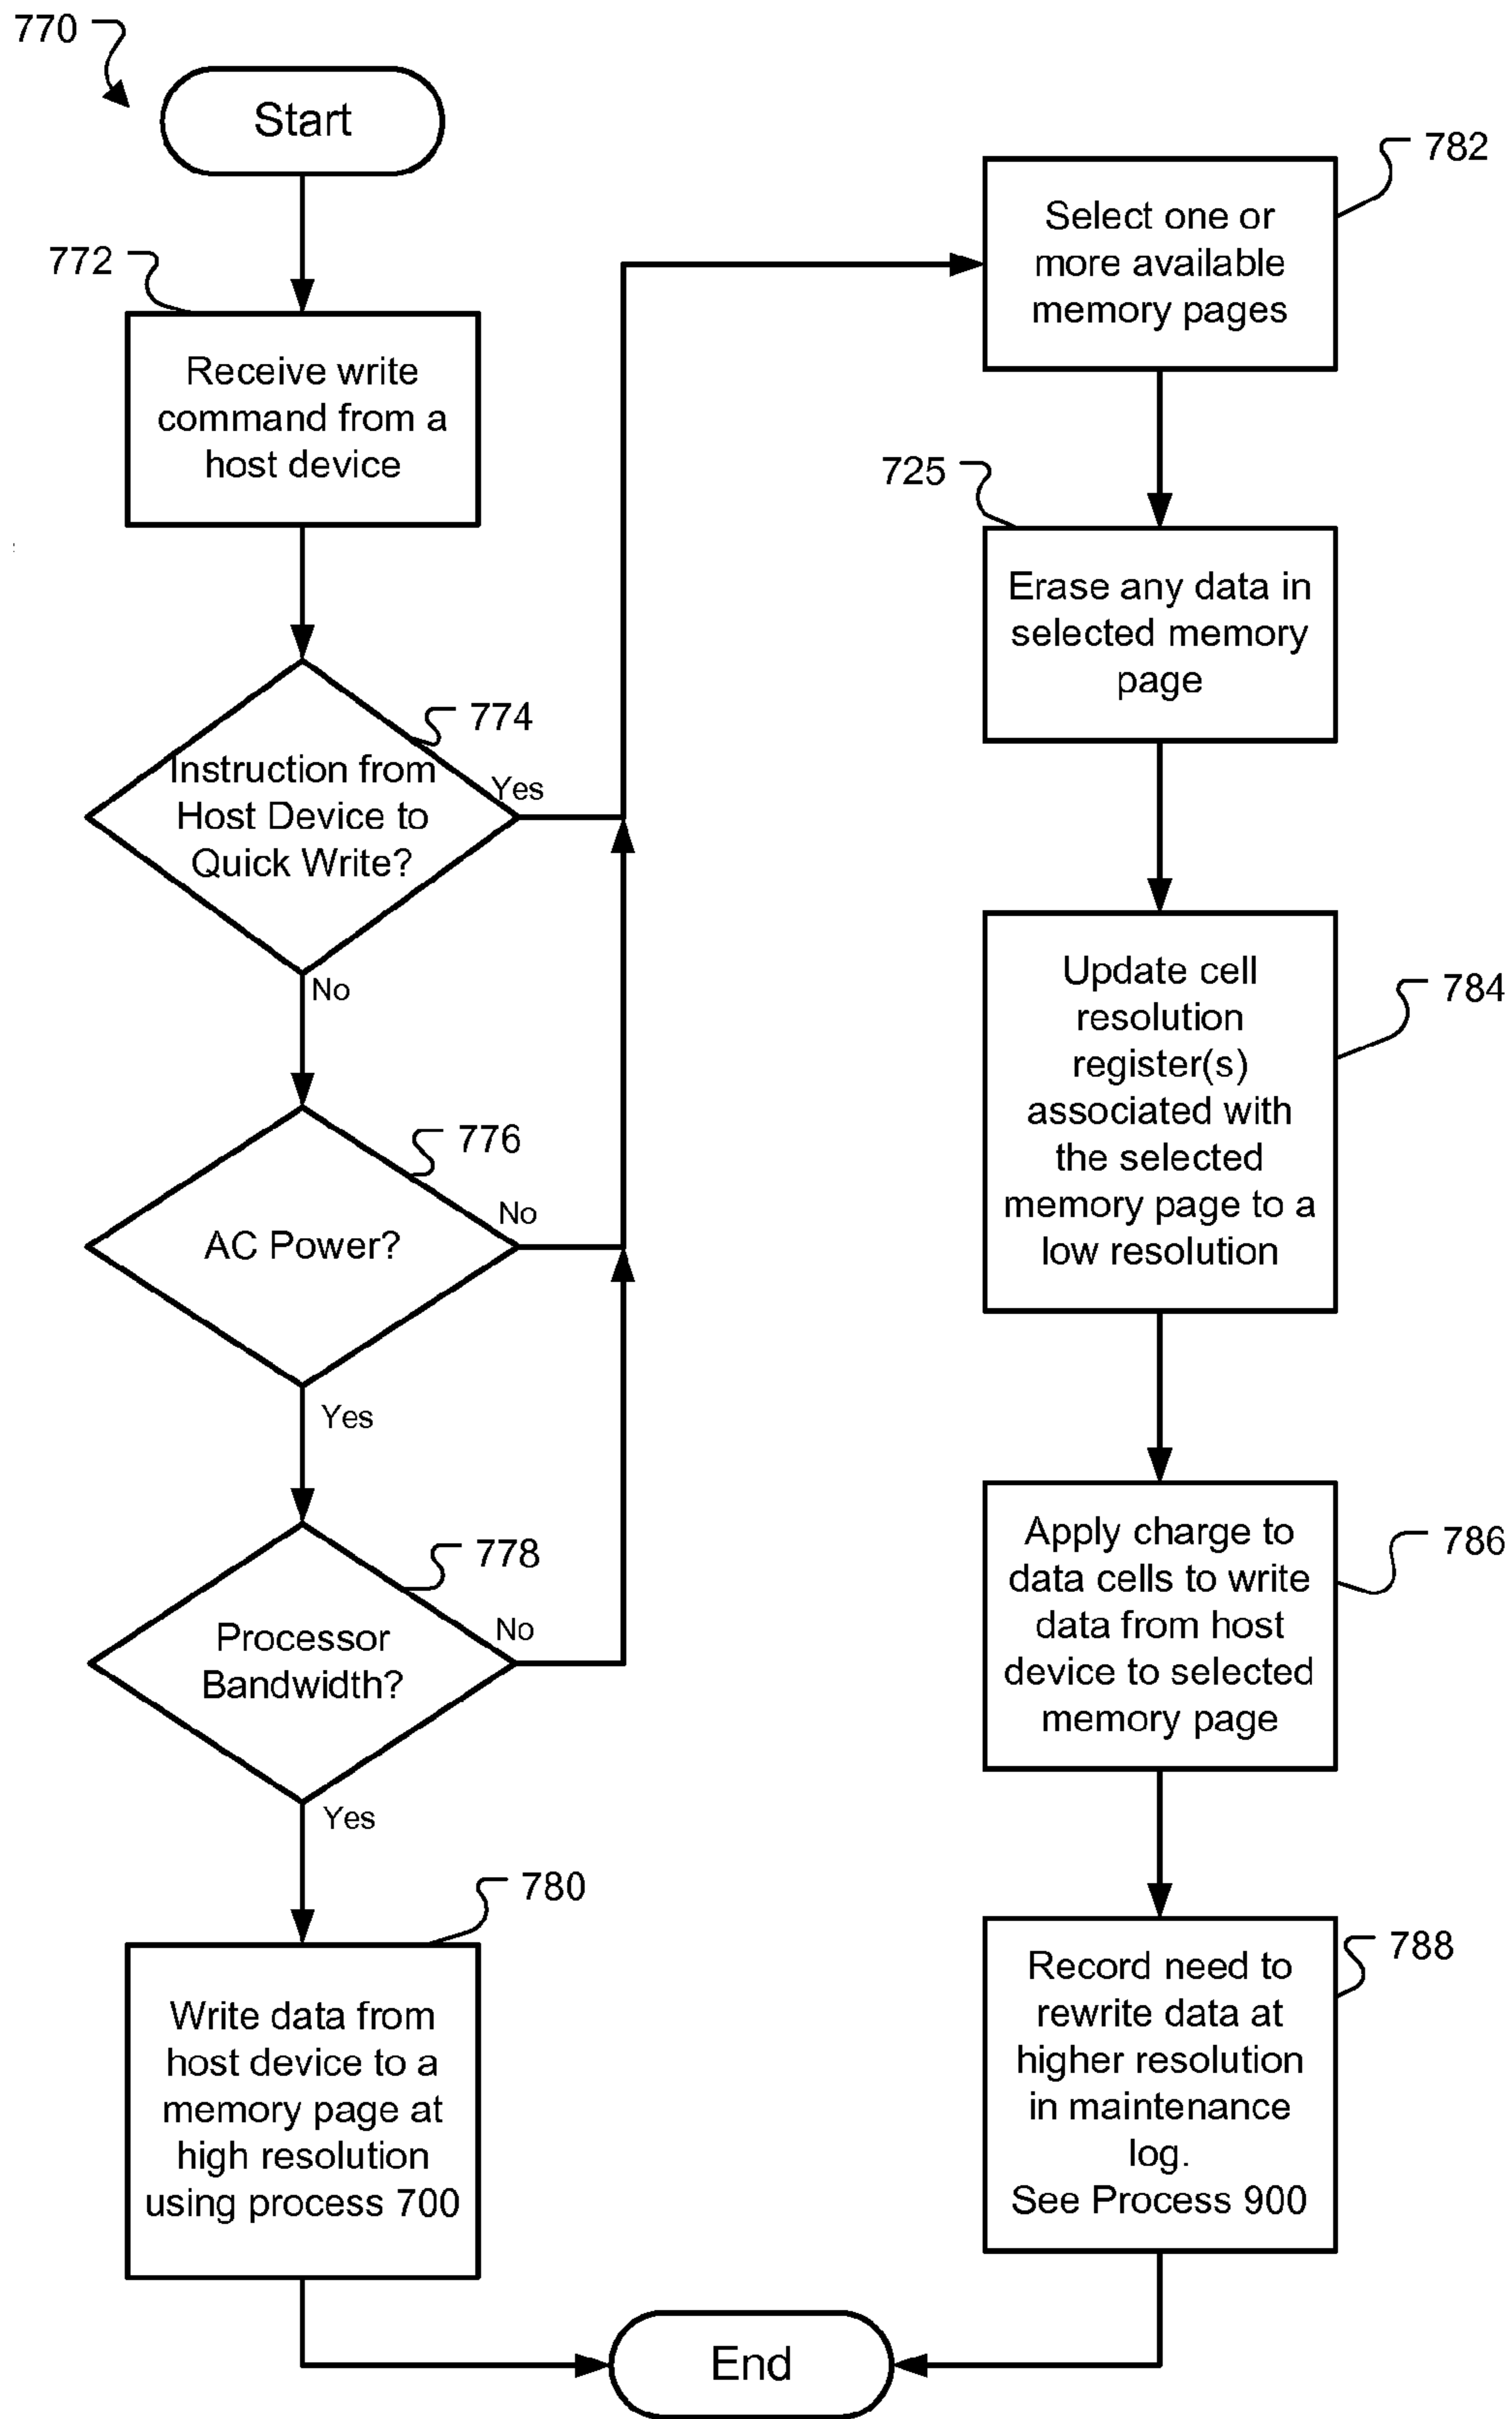 770
Start
772
Receive write
command from a
host device
774
Instruction from
Host Device to
Quick Write?
Yes
No
776
AC Power?
No
Yes
778
Processor
Bandwidth?
No
Yes
780
Write data from
host device to a
memory page at
high resolution
using process 700
782
Select one or
more available
memory pages
725
Erase any data in
selected memory
page
784
Update cell
resolution
register(s)
associated with
the selected
memory page to a
low resolution
786
Apply charge to
data cells to write
data from host
device to selected
memory page
788
Record need to
rewrite data at
higher resolution
in maintenance
log.
See Process 900
End